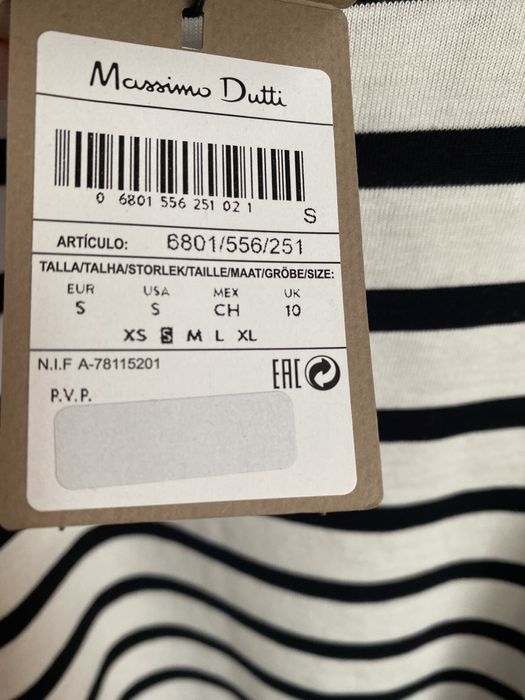 Massimo Dutti
0 6801 556 251 02 1
S
ARTÍCULO: 6801/556/251
TALLA/TALHA/STORLEK/TAILLE/MAAT/GRÖBE/SIZE:
EUR USA MEX UK
S S CH 10
XS S M L XL
N.I.F A-78115201
EAC
P.V.P.